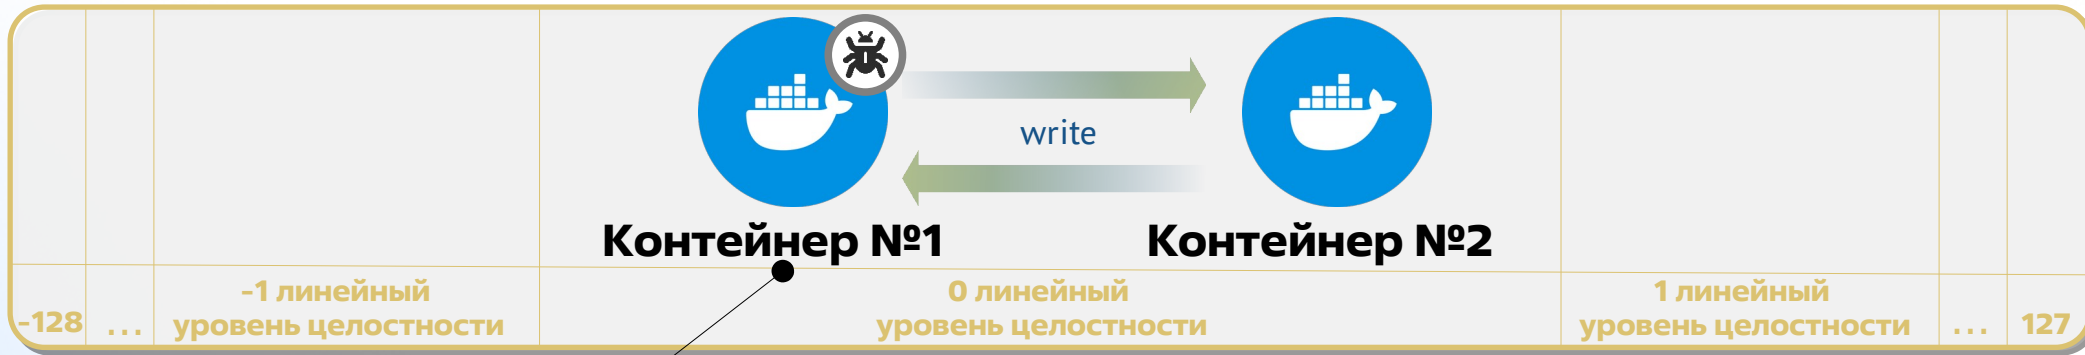 write
Контейнер №1
Контейнер №2
-128
...
-1 линейный
уровень целостности
0 линейный
уровень целостности
1 линейный
уровень целостности
...
127